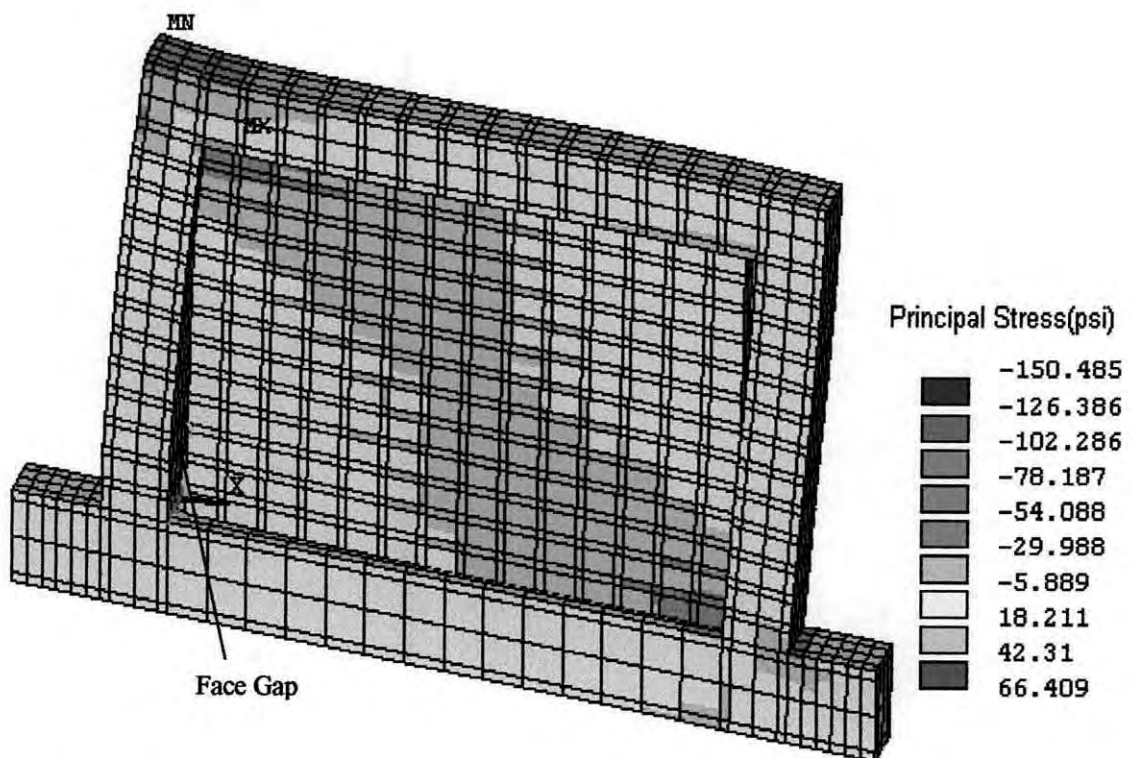 MN
MX
X
Face Gap
Principal Stress(psi)
-150.485
-126.386
-102.286
-78.187
-54.088
-29.988
-5.889
18.211
42.31
66.409